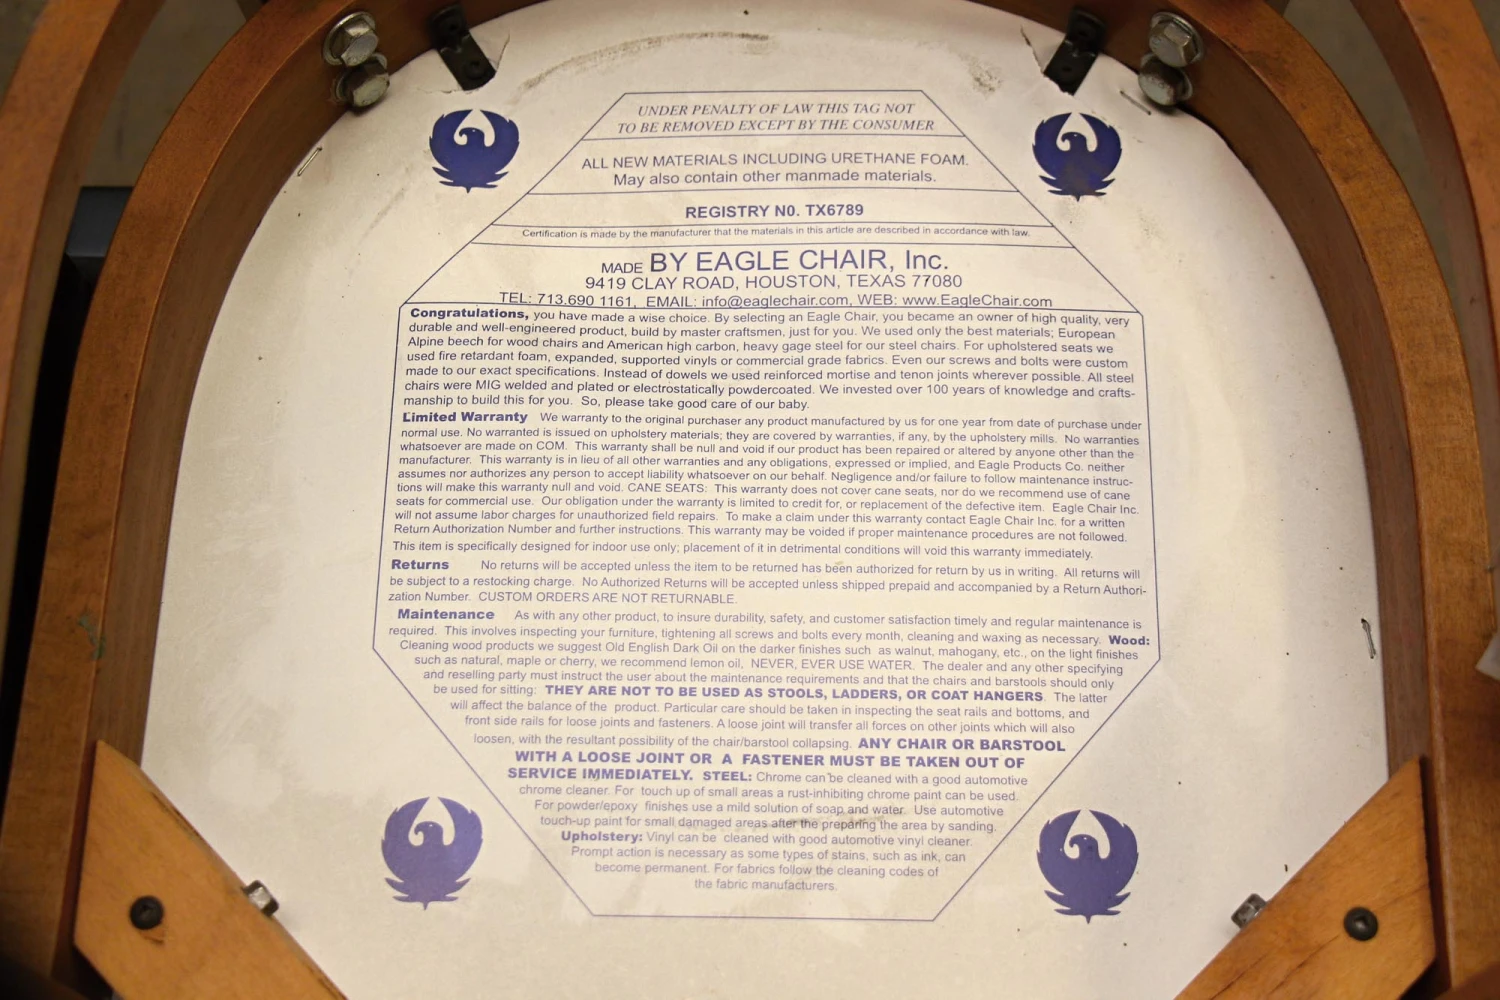 UNDER PENALTY OF LAW THIS TAG NOT
TO BE REMOVED EXCEPT BY THE CONSUMER
ALL NEW MATERIALS INCLUDING URETHANE FOAM.
May also contain other manmade materials.
REGISTRY N0. TX6789
Certification is made by the manufacturer that the materials in this article are described in accordance with law.
MADE BY EAGLE CHAIR, Inc.
9419 CLAY ROAD, HOUSTON, TEXAS 77080
TEL: 713.690 1161, EMAIL: info@eaglechair.com, WEB: www.EagleChair.com
Congratulations, you have made a wise choice. By selecting an Eagle Chair, you became an owner of high quality, very
durable and well-engineered product, build by master craftsmen, just for you. We used only the best materials; European
Alpine beech for wood chairs and American high carbon, heavy gage steel for our steel chairs. For upholstered seats we
used fire retardant foam, expanded, supported vinyls or commercial grade fabrics. Even our screws and bolts were custom
made to our exact specifications. Instead of dowels we used reinforced mortise and tenon joints wherever possible. All steel
chairs were MIG welded and plated or electrostatically powdercoated. We invested over 100 years of knowledge and crafts-
manship to build this for you. So, please take good care of our baby.
Limited Warranty We warranty to the original purchaser any product manufactured by us for one year from date of purchase under
normal use. No warranted is issued on upholstery materials; they are covered by warranties, if any, by the upholstery mills. No warranties
whatsoever are made on COM. This warranty shall be null and void if our product has been repaired or altered by anyone other than the
manufacturer. This warranty is in lieu of all other warranties and any obligations, expressed or implied, and Eagle Products Co. neither
assumes nor authorizes any person to accept liability whatsoever on our behalf. Negligence and/or failure to follow maintenance instruc-
tions will make this warranty null and void. CANE SEATS: This warranty does not cover cane seats, nor do we recommend use of cane
seats for commercial use. Our obligation under the warranty is limited to credit for, or replacement of the defective item. Eagle Chair Inc.
will not assume labor charges for unauthorized field repairs. To make a claim under this warranty contact Eagle Chair Inc. for a written
Return Authorization Number and further instructions. This warranty may be voided if proper maintenance procedures are not followed.
This item is specifically designed for indoor use only; placement of it in detrimental conditions will void this warranty immediately.
Returns No returns will be accepted unless the item to be returned has been authorized for return by us in writing. All returns will
be subject to a restocking charge. No Authorized Returns will be accepted unless shipped prepaid and accompanied by a Return Authori-
zation Number. CUSTOM ORDERS ARE NOT RETURNABLE.
Maintenance As with any other product, to insure durability, safety, and customer satisfaction timely and regular maintenance is
required. This involves inspecting your furniture, tightening all screws and bolts every month, cleaning and waxing as necessary. Wood:
Cleaning wood products we suggest Old English Dark Oil on the darker finishes such as walnut, mahogany, etc., on the light finishes
such as natural, maple or cherry, we recommend lemon oil, NEVER, EVER USE WATER. The dealer and any other specifying
and reselling party must instruct the user about the maintenance requirements and that the chairs and barstools should only
be used for sitting: THEY ARE NOT TO BE USED AS STOOLS, LADDERS, OR COAT HANGERS. The latter
will affect the balance of the product. Particular care should be taken in inspecting the seat rails and bottoms, and
front side rails for loose joints and fasteners. A loose joint will transfer all forces on other joints which will also
loosen, with the resultant possibility of the chair/barstool collapsing. ANY CHAIR OR BARSTOOL
WITH A LOOSE JOINT OR A FASTENER MUST BE TAKEN OUT OF
SERVICE IMMEDIATELY. STEEL: Chrome can be cleaned with a good automotive
chrome cleaner. For touch up of small areas a rust-inhibiting chrome paint can be used.
For powder/epoxy finishes use a mild solution of soap and water. Use automotive
touch-up paint for small damaged areas after the preparing the area by sanding.
Upholstery: Vinyl can be cleaned with good automotive vinyl cleaner.
Prompt action is necessary as some types of stains, such as ink, can
become permanent. For fabrics follow the cleaning codes of
the fabric manufacturers.